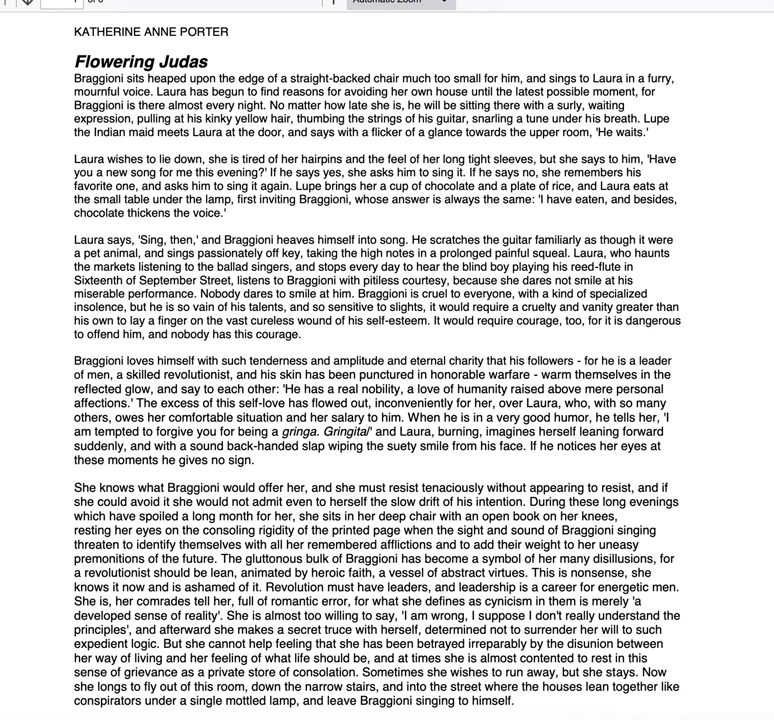 Automatic Zoom
KATHERINE ANNE PORTER
Flowering Judas
Braggioni sits heaped upon the edge of a straight-backed chair much too small for him, and sings to Laura in a furry,
mournful voice. Laura has begun to find reasons for avoiding her own house until the latest possible moment, for
Braggioni is there almost every night. No matter how late she is, he will be sitting there with a surly, waiting
expression, pulling at his kinky yellow hair, thumbing the strings of his guitar, snarling a tune under his breath. Lupe
the Indian maid meets Laura at the door, and says with a flicker of a glance towards the upper room, 'He waits.'
Laura wishes to lie down, she is tired of her hairpins and the feel of her long tight sleeves, but she says to him, 'Have
you a new song for me this evening?' If he says yes, she asks him to sing it. If he says no, she remembers his
favorite one, and asks him to sing it again. Lupe brings her a cup of chocolate and a plate of rice, and Laura eats at
the small table under the lamp, first inviting Braggioni, whose answer is always the same: 'I have eaten, and besides,
chocolate thickens the voice.'
Laura says, 'Sing, then,' and Braggioni heaves himself into song. He scratches the guitar familiarly as though it were
a pet animal, and sings passionately off key, taking the high notes in a prolonged painful squeal. Laura, who haunts
the markets listening to the ballad singers, and stops every day to hear the blind boy playing his reed-flute in
Sixteenth of September Street, listens to Braggioni with pitiless courtesy, because she dares not smile at his
miserable performance. Nobody dares to smile at him. Braggioni is cruel to everyone, with a kind of specialized
insolence, but he is so vain of his talents, and so sensitive to slights, it would require a cruelty and vanity greater than
his own to lay a finger on the vast cureless wound of his self-esteem. It would require courage, too, for it is dangerous
to offend him, and nobody has this courage.
Braggioni loves himself with such tenderness and amplitude and eternal charity that his followers - for he is a leader
of men, a skilled revolutionist, and his skin has been punctured in honorable warfare - warm themselves in the
reflected glow, and say to each other: 'He has a real nobility, a love of humanity raised above mere personal
affections.' The excess of this self-love has flowed out, inconveniently for her, over Laura, who, with so many
others, owes her comfortable situation and her salary to him. When he is in a very good humor, he tells her, 'I
am tempted to forgive you for being a gringa. Gringita!' and Laura, burning, imagines herself leaning forward
suddenly, and with a sound back-handed slap wiping the suety smile from his face. If he notices her eyes at
these moments he gives no sign.
She knows what Braggioni would offer her, and she must resist tenaciously without appearing to resist, and if
she could avoid it she would not admit even to herself the slow drift of his intention. During these long evenings
which have spoiled a long month for her, she sits in her deep chair with an open book on her knees,
resting her eyes on the consoling rigidity of the printed page when the sight and sound of Braggioni singing
threaten to identify themselves with all her remembered afflictions and to add their weight to her uneasy
premonitions of the future. The gluttonous bulk of Braggioni has become a symbol of her many disillusions, for
a revolutionist should be lean, animated by heroic faith, a vessel of abstract virtues. This is nonsense, she
knows it now and is ashamed of it. Revolution must have leaders, and leadership is a career for energetic men.
She is, her comrades tell her, full of romantic error, for what she defines as cynicism in them is merely 'a
developed sense of reality'. She is almost too willing to say, 'I am wrong, I suppose I don't really understand the
principles', and afterward she makes a secret truce with herself, determined not to surrender her will to such
expedient logic. But she cannot help feeling that she has been betrayed irreparably by the disunion between
her way of living and her feeling of what life should be, and at times she is almost contented to rest in this
sense of grievance as a private store of consolation. Sometimes she wishes to run away, but she stays. Now
she longs to fly out of this room, down the narrow stairs, and into the street where the houses lean together like
conspirators under a single mottled lamp, and leave Braggioni singing to himself.